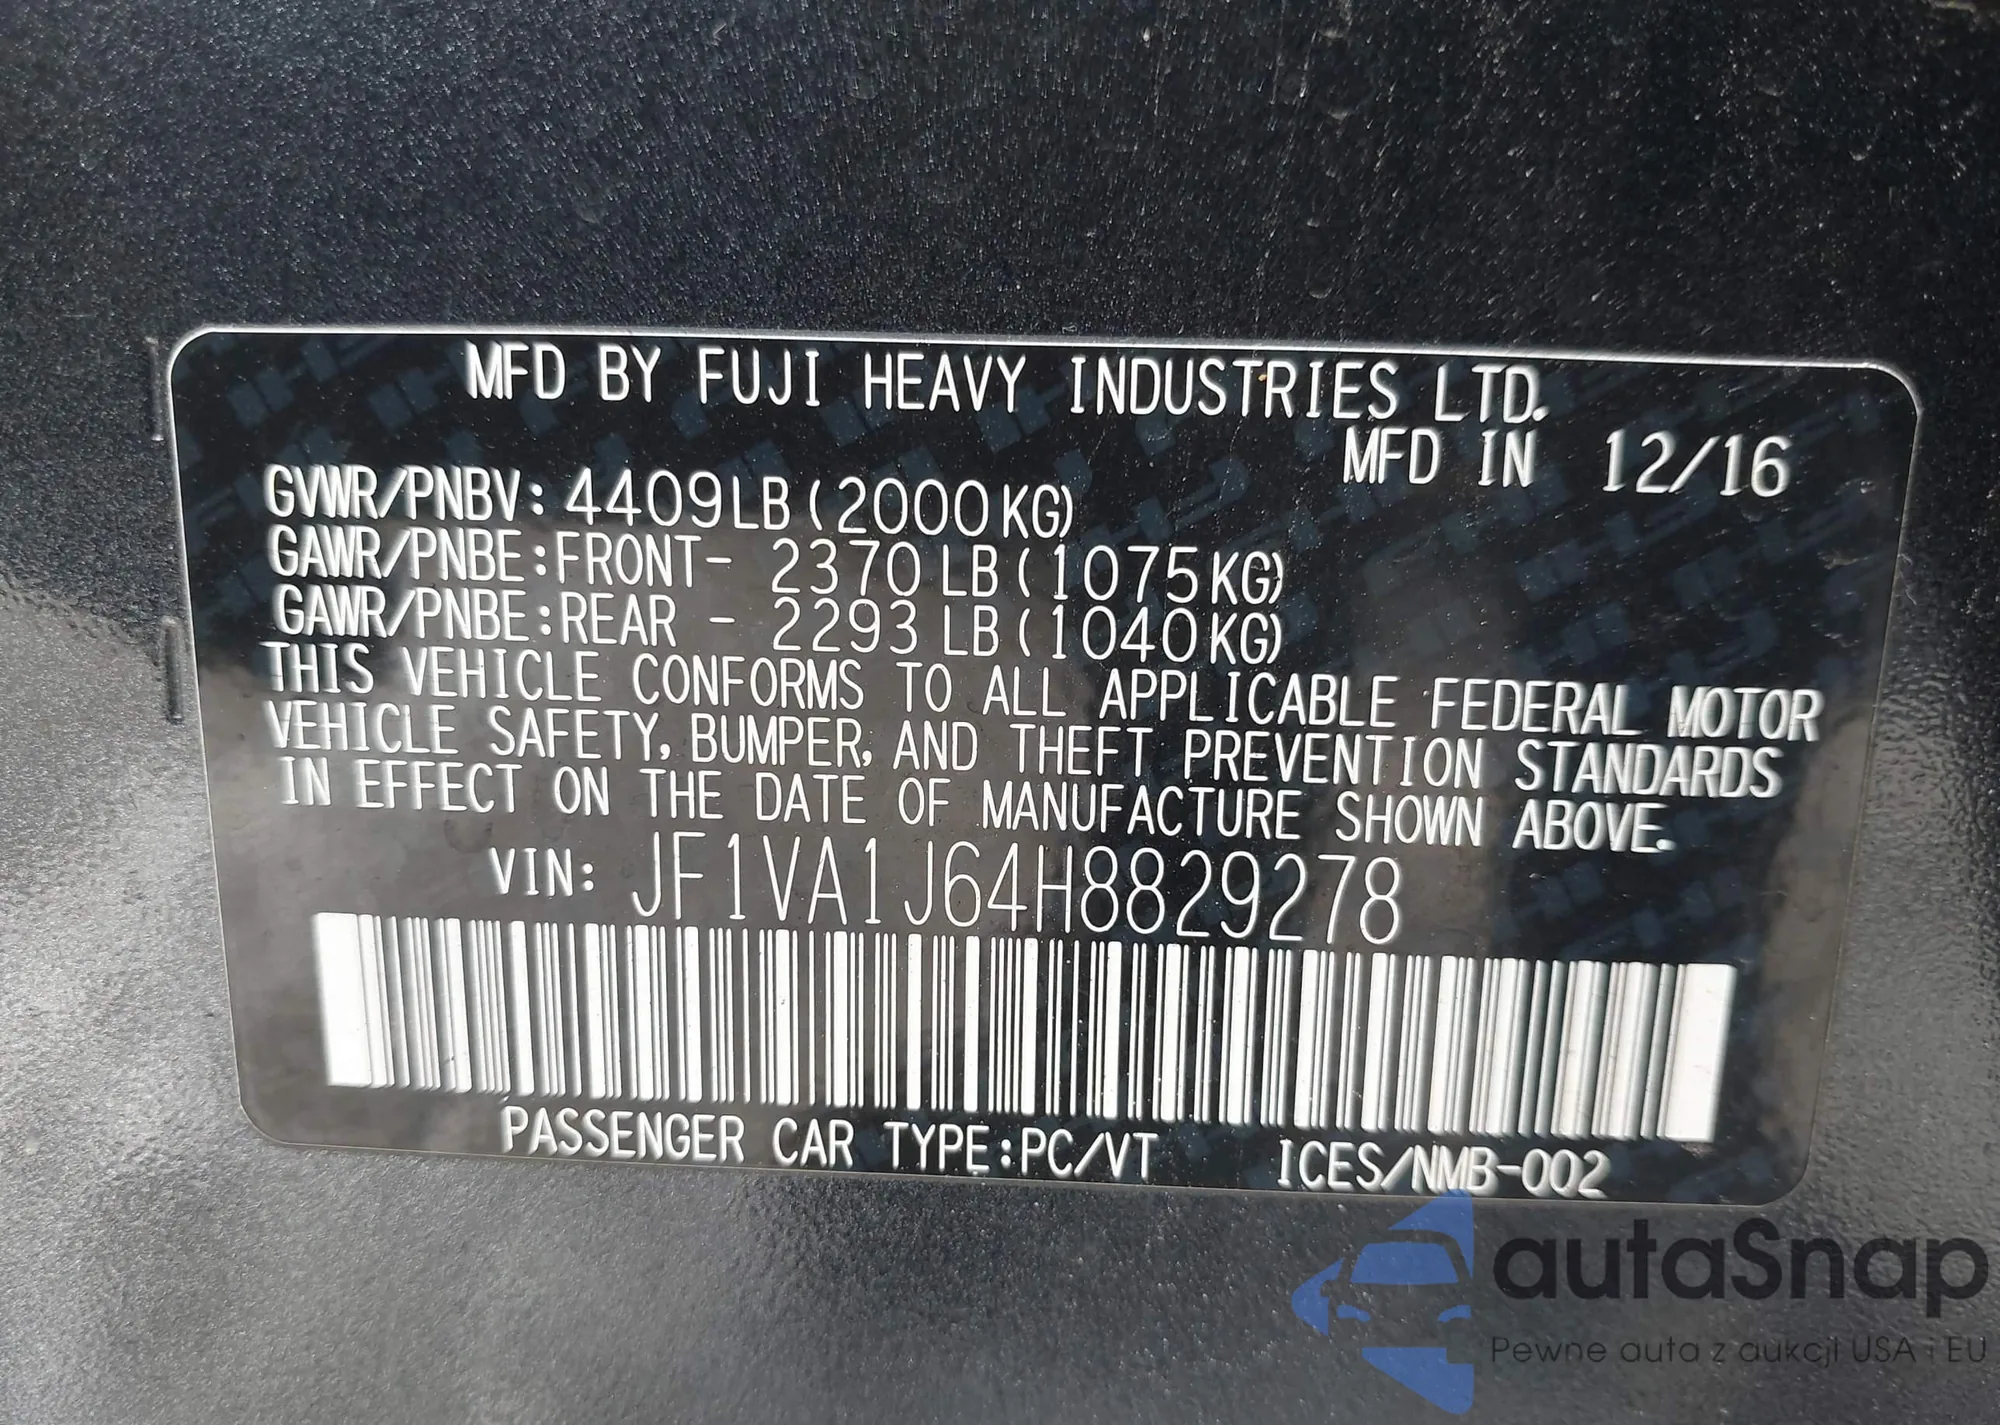 MFD BY FUJI HEAVY INDUSTRIES LTD.
MFD IN 12/16
GVWR/PNBV: 4409LB(2000KG)
GAWR/PNBE:FRONT- 2370LB(1075KG)
GAWR/PNBE:REAR - 2293LB(1040KG)
THIS VEHICLE CONFORMS TO ALL APPLICABLE FEDERAL MOTOR
VEHICLE SAFETY, BUMPER, AND THEFT PREVENTION STANDARDS
IN EFFECT ON THE DATE OF MANUFACTURE SHOWN ABOVE.
VIN: JF1VA1J64H8829278
PASSENGER CAR TYPE:PC/VT ICES/NMB-002
autaSnap
Pewne auta z aukcji USA i EU